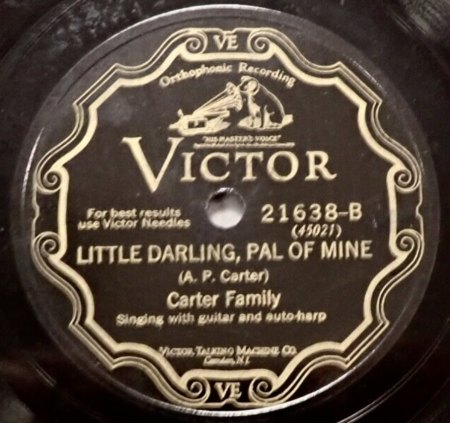 VE
Orthophonic Recording
"HIS MASTER'S VOICE"
VICTOR
For best results
use Victor Needles
21638-B
(45021)
LITTLE DARLING, PAL OF MINE
(A. P. Carter)
Carter Family
Singing with guitar and auto-harp
VICTOR TALKING MACHINE CO.
Camden, N.J.
VE